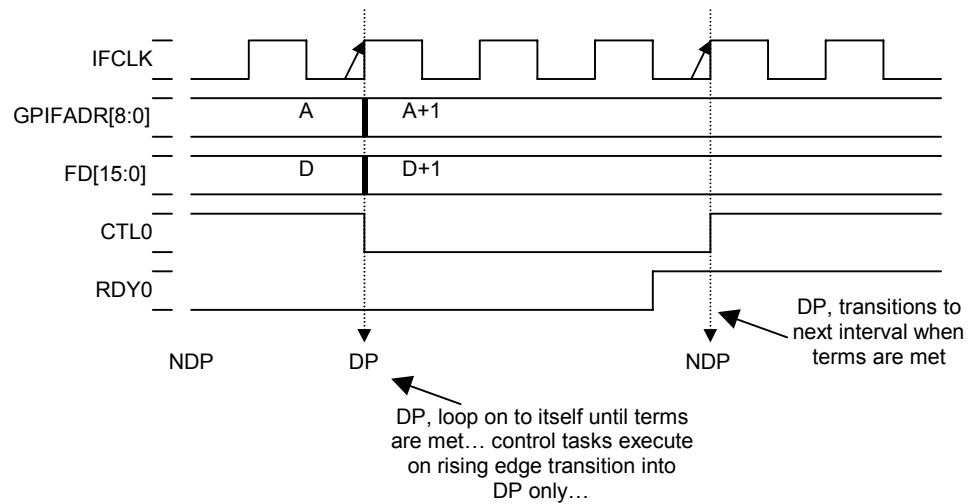 IFCLK
GPIFADR[8:0]
A
A+1
FD[15:0]
D
D+1
CTL0
RDY0
DP, transitions to
next interval when
terms are met
NDP
DP
NDP
DP, loop on to itself until terms
are met… control tasks execute
on rising edge transition into
DP only…